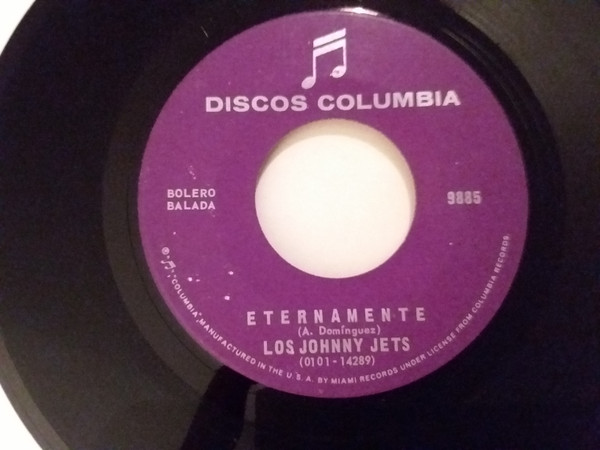 DISCOS COLUMBIA
BOLERO
BALADA
9885
ETERNAMENTE
(A. Domínguez)
LOS JOHNNY JETS
(0101-14289)
® "COLUMBIA", MANUFACTURED IN THE U.S.A. BY MIAMI RECORDS UNDER LICENSE FROM COLUMBIA RECORDS.